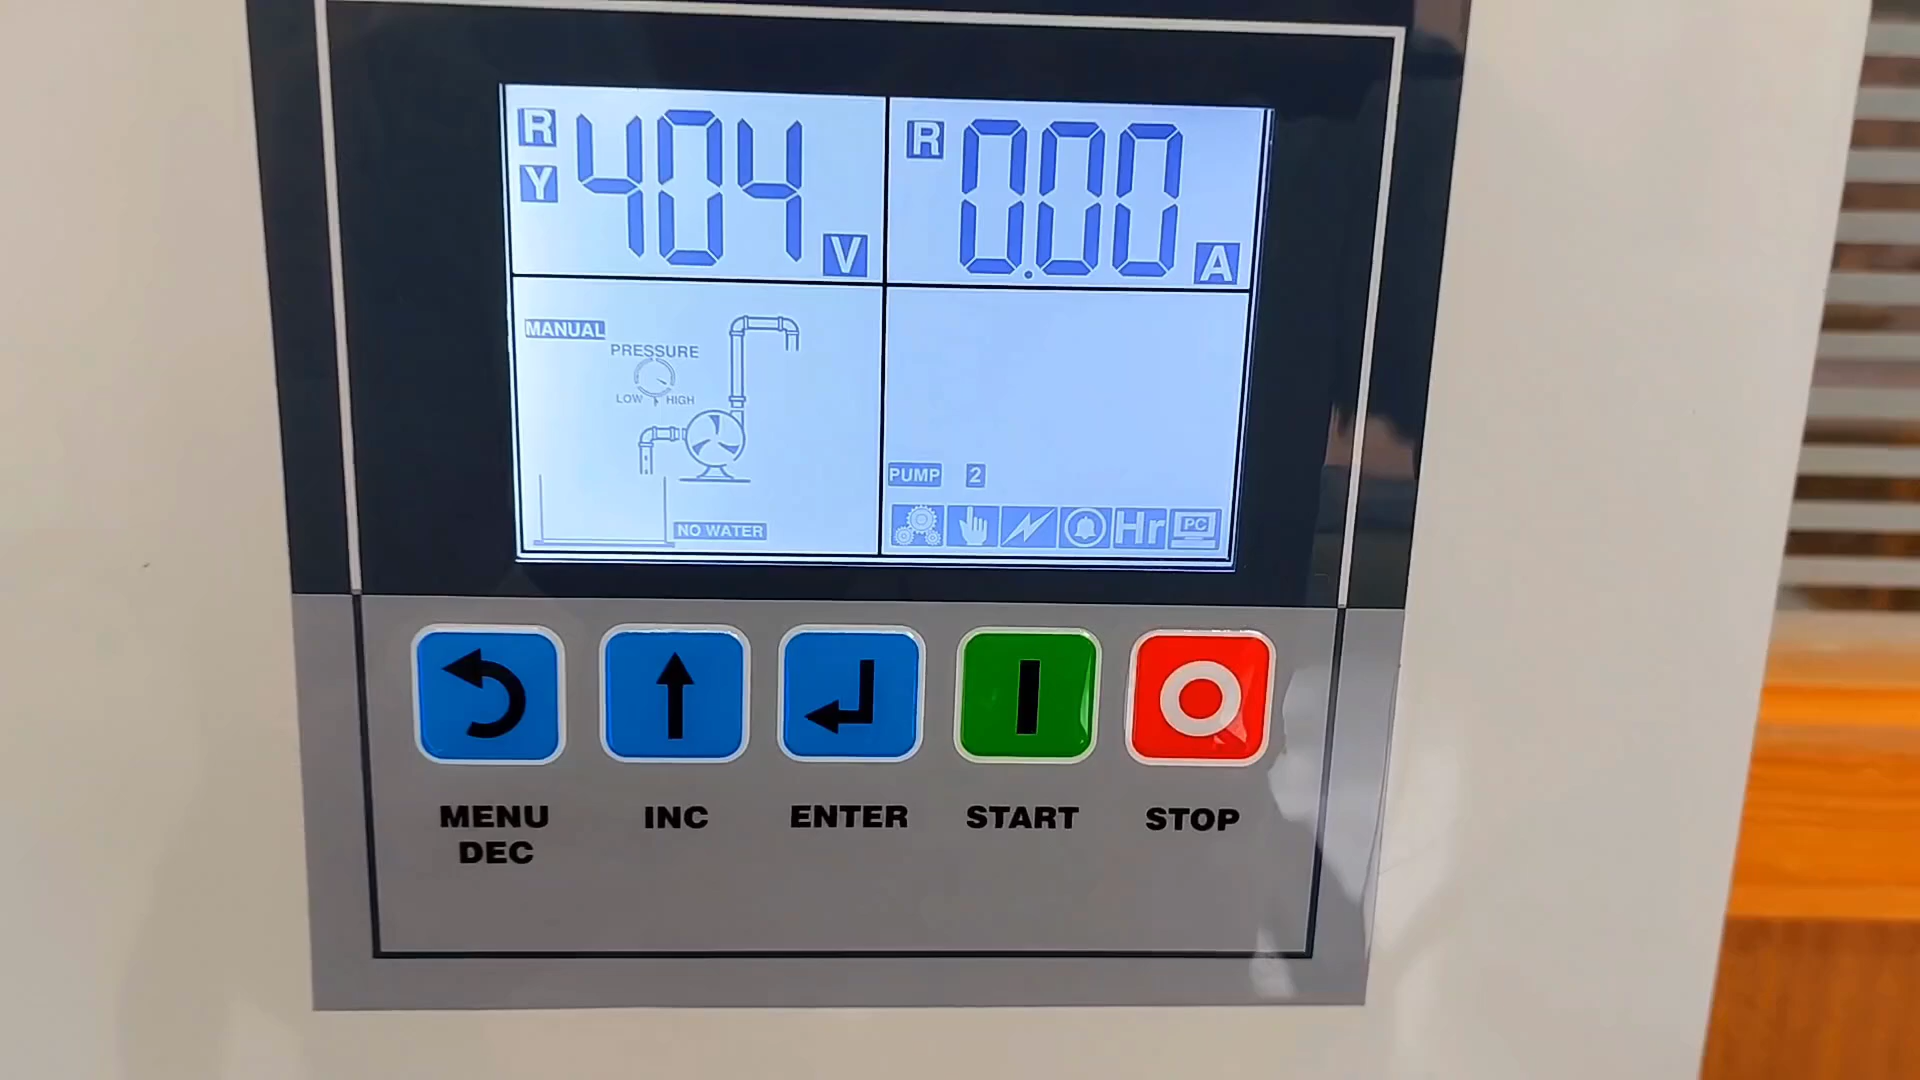 R 404
Y
V
R 0.00
A
MANUAL
PRESSURE
LOW HIGH
NO WATER
PUMP 2
Hr PC
MENU
DEC
INC
ENTER
START
STOP